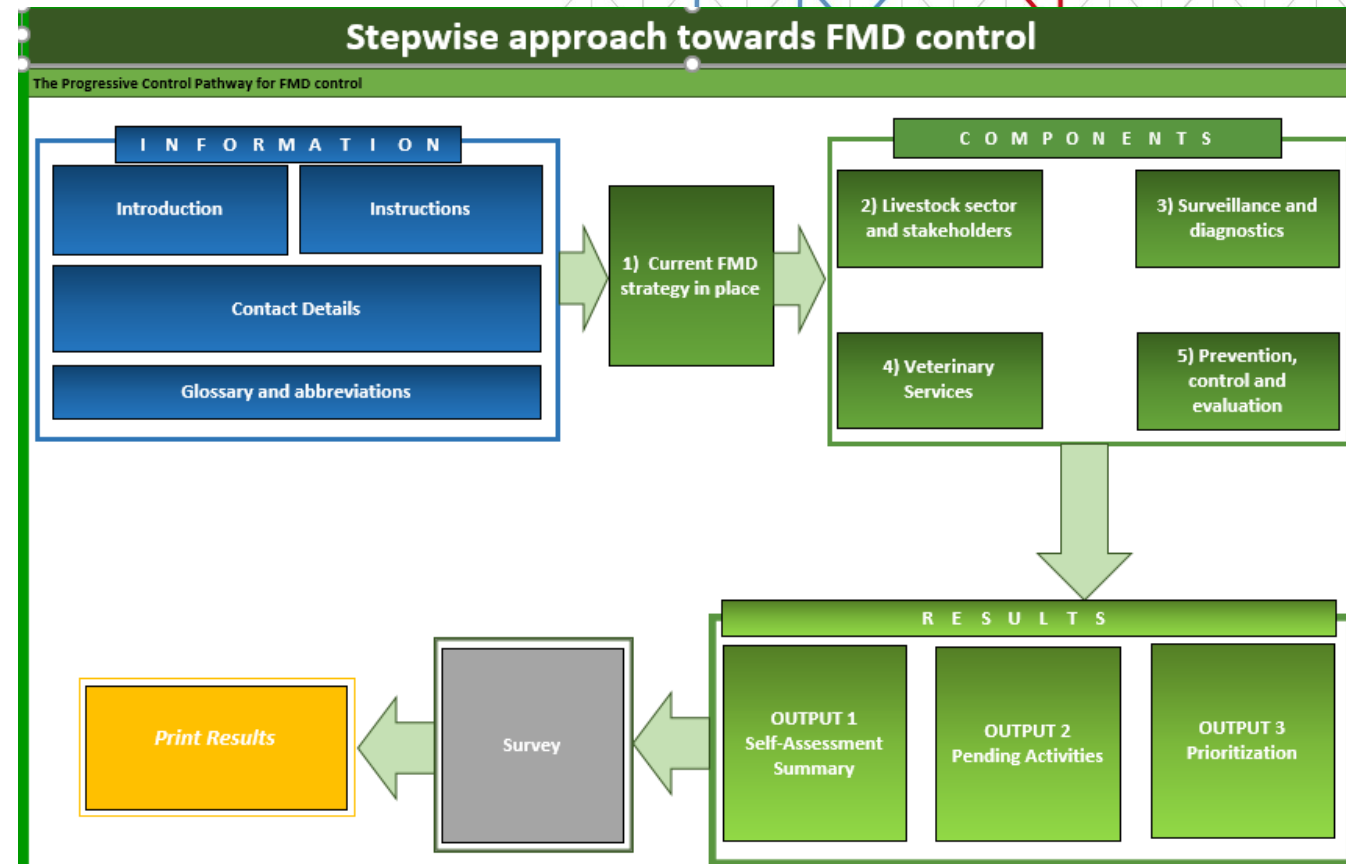 Stepwise approach towards FMD control
The Progressive Control Pathway for FMD control
I N F O R M A T I O N
Introduction
Instructions
Contact Details
Glossary and abbreviations
1) Current FMD
strategy in place
C O M P O N E N T S
2) Livestock sector
and stakeholders
3) Surveillance and
diagnostics
4) Veterinary
Services
5) Prevention,
control and
evaluation
R E S U L T S
OUTPUT 1
Self-Assessment
Summary
OUTPUT 2
Pending Activities
OUTPUT 3
Prioritization
Survey
Print Results